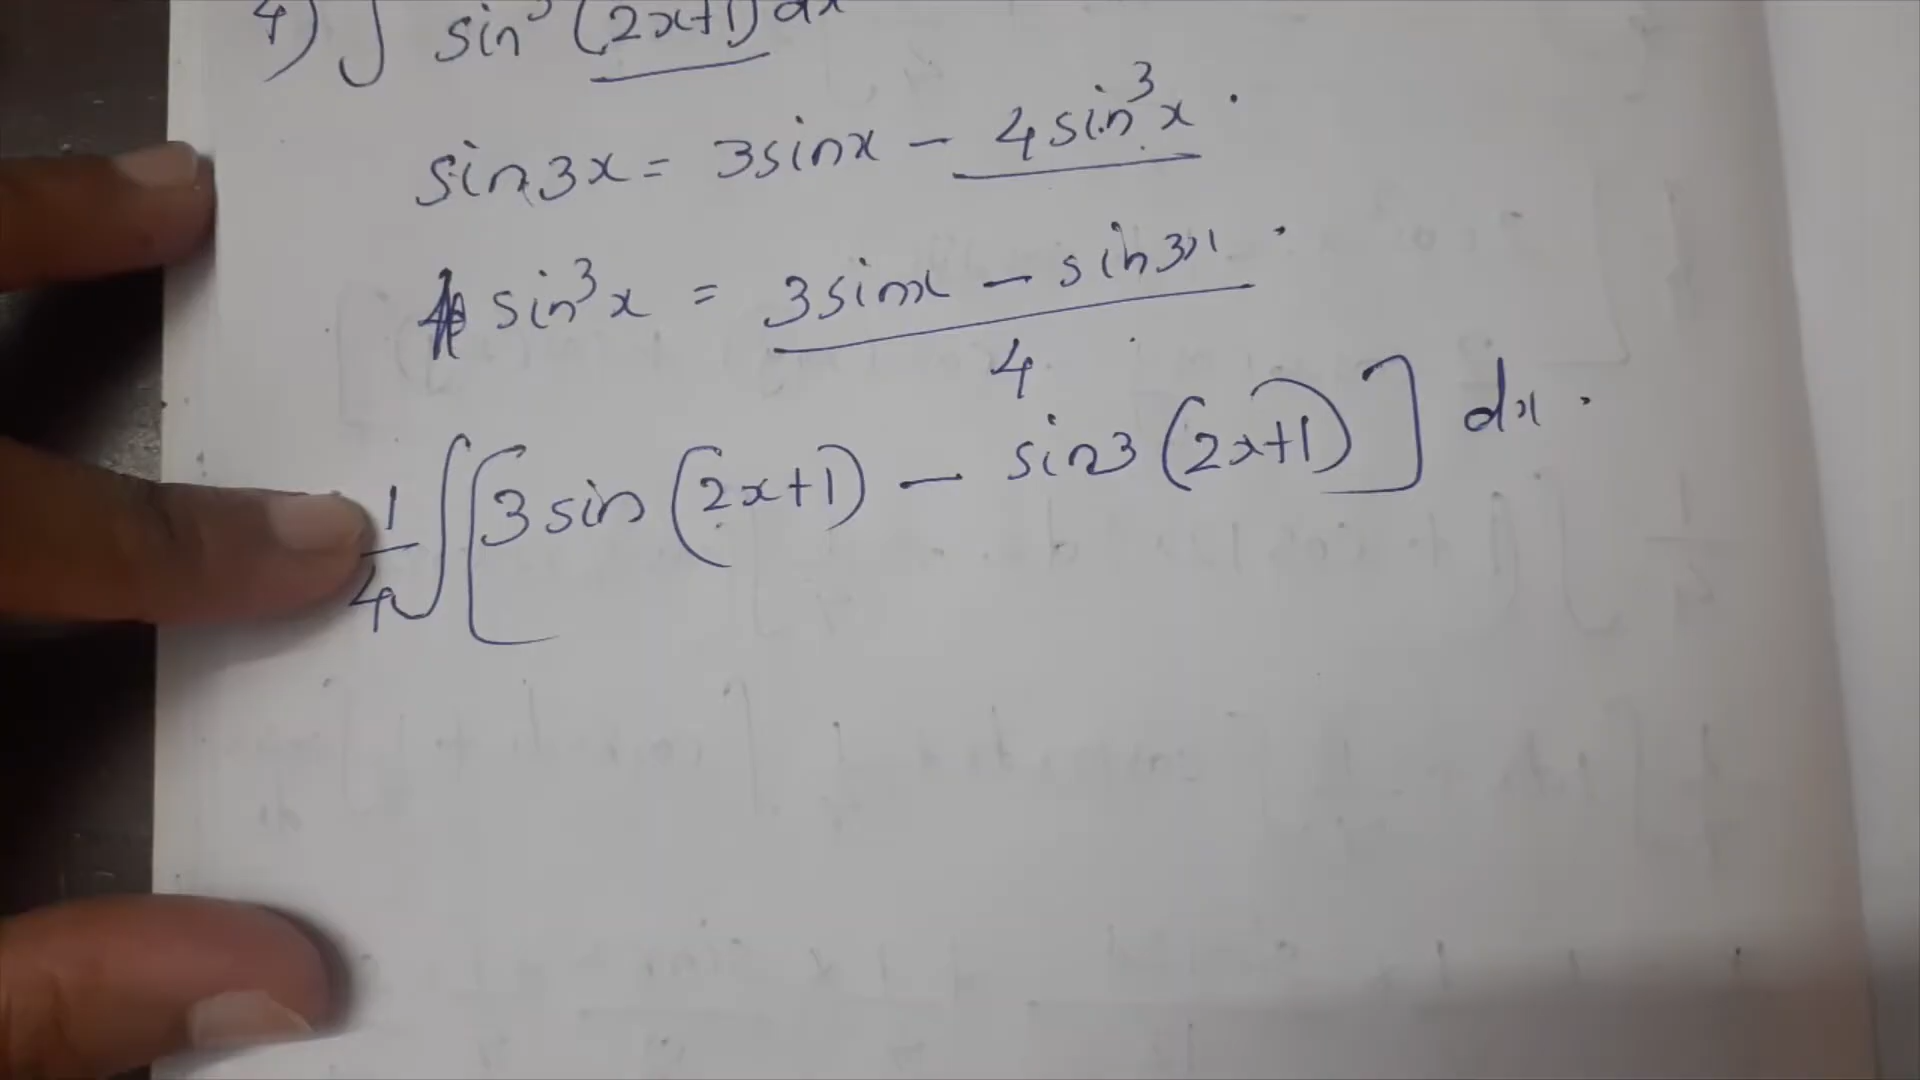 4) ∫ sin³ (2x+1) dx
sin3x = 3sinx - 4sin³x.
sin³x = 3sinx - sin3x.
4
1/4 ∫[3sin(2x+1) - sin3(2x+1)] dx.